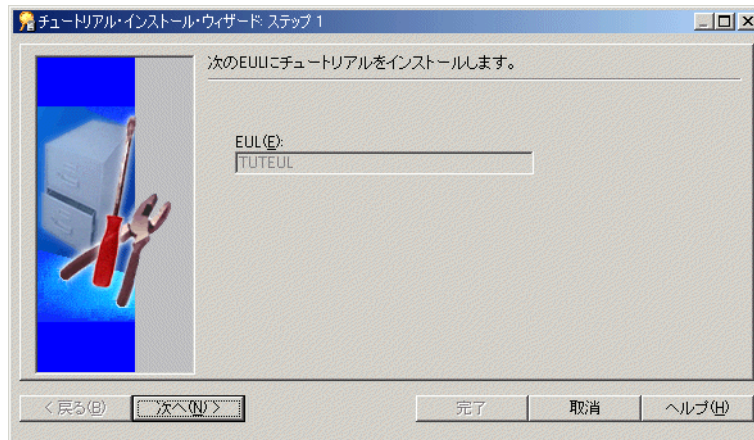 チュートリアル・インストール・ウィザード: ステップ 1
次のEULにチュートリアルをインストールします。
EUL(E):
TUTEUL
< 戻る(B)
次へ(N) >
完了
取消
ヘルプ(H)